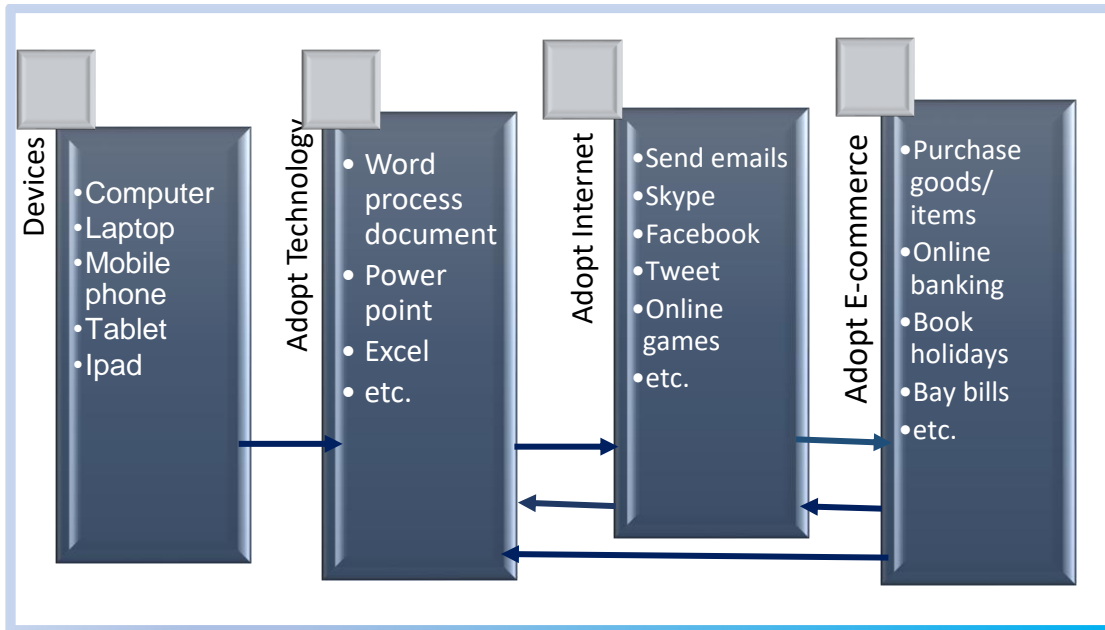 Devices
•Computer
•Laptop
•Mobile
phone
•Tablet
•Ipad
Adopt Technology
• Word
process
document
• Power
point
• Excel
• etc.
Adopt Internet
•Send emails
•Skype
•Facebook
•Tweet
•Online
games
•etc.
Adopt E-commerce
•Purchase
goods/
items
•Online
banking
•Book
holidays
•Bay bills
•etc.